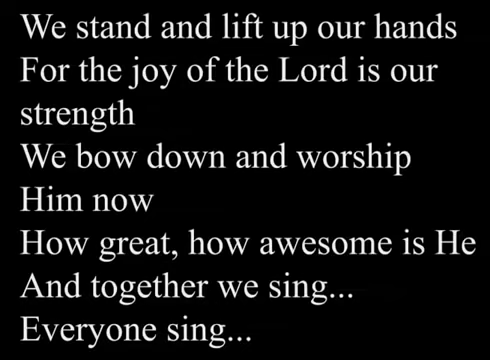 We stand and lift up our hands
For the joy of the Lord is our
strength
We bow down and worship
Him now
How great, how awesome is He
And together we sing...
Everyone sing...